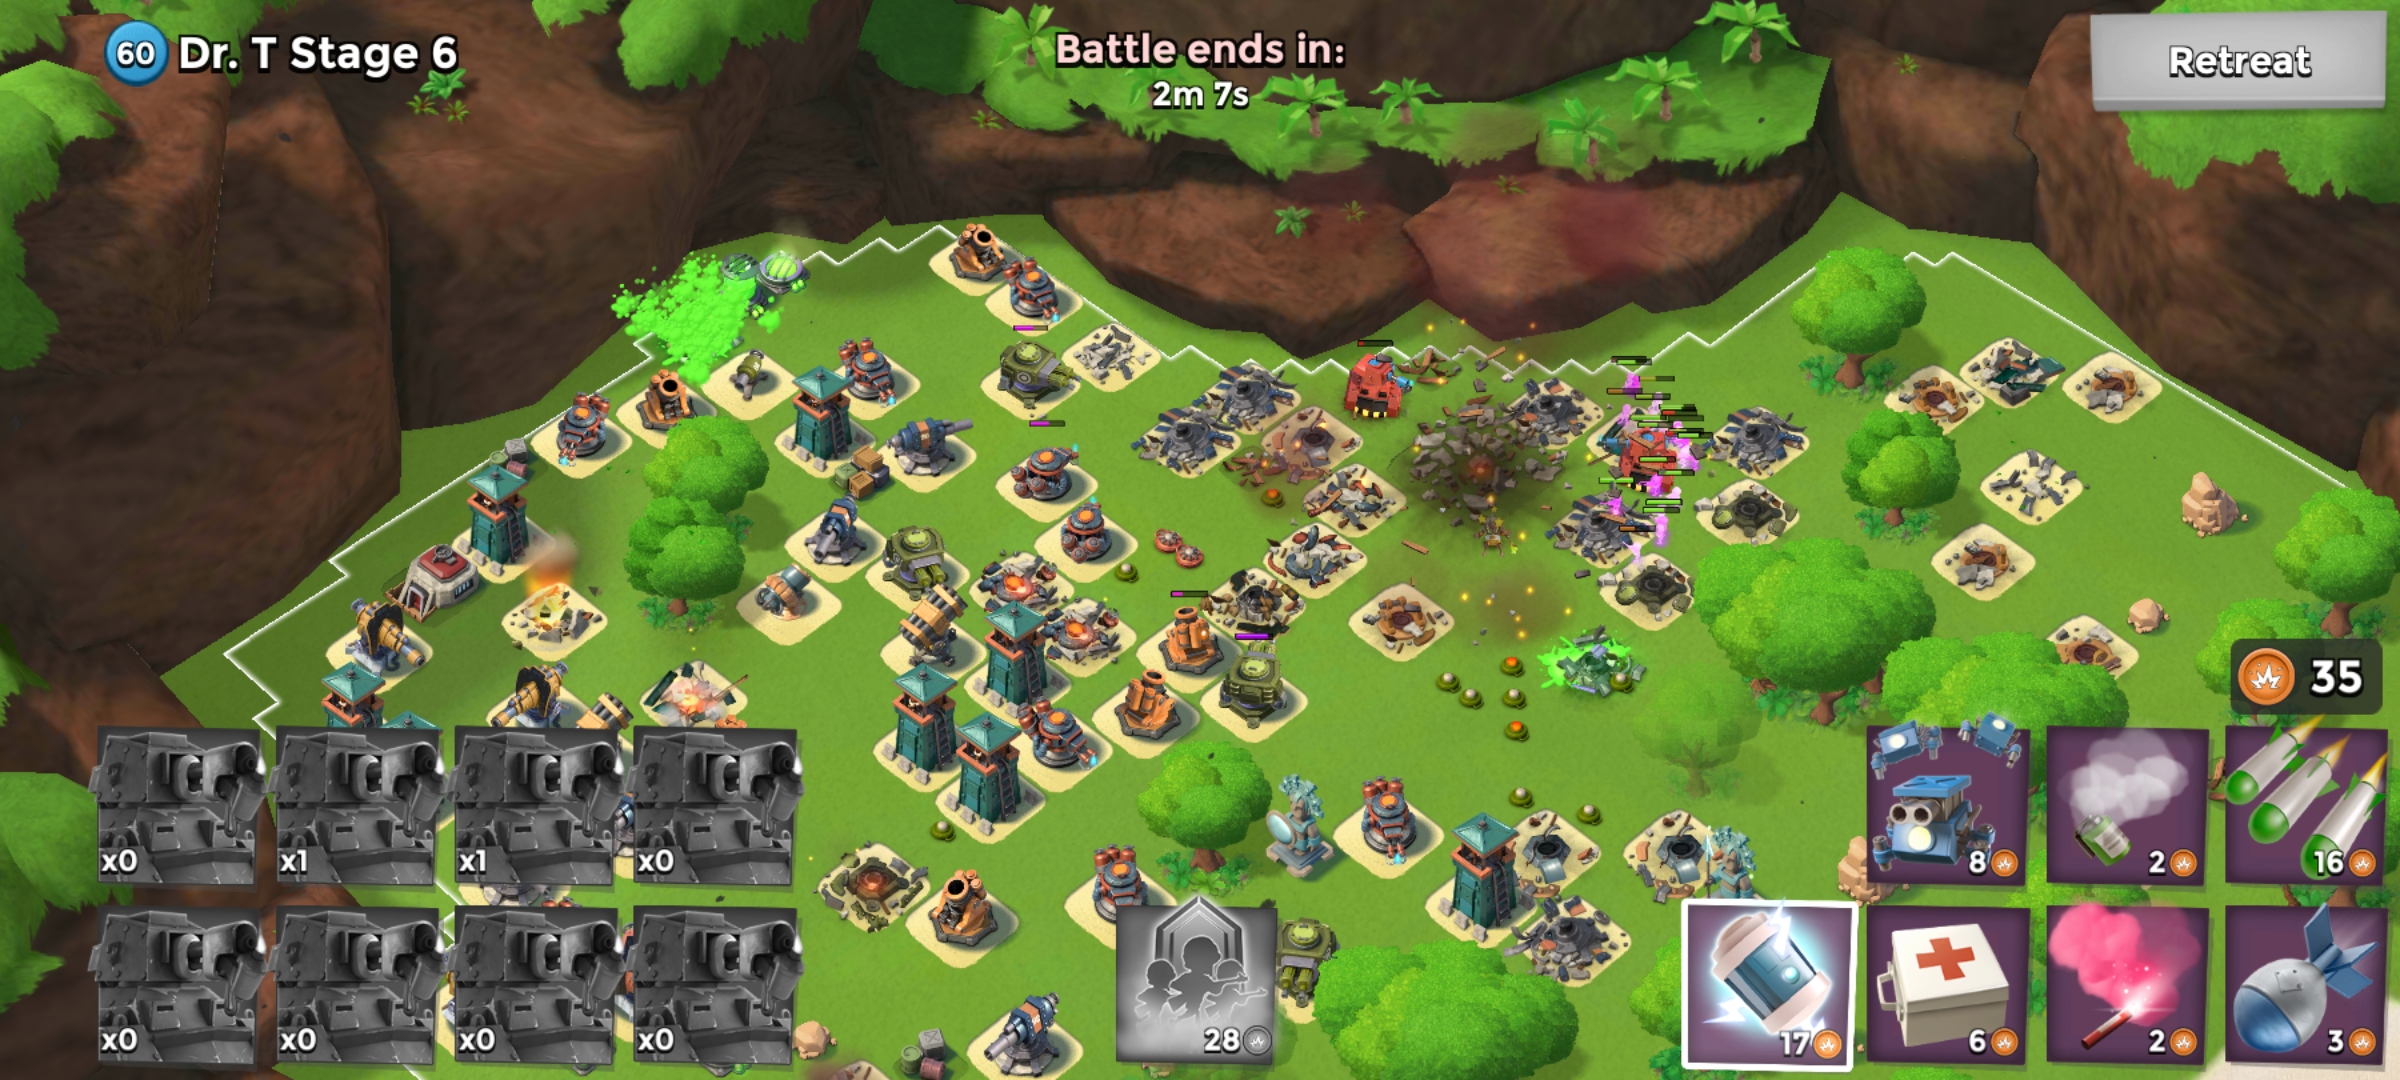 60 Dr. T Stage 6
Battle ends in:
2m 7s
Retreat
35
x0 x1 x1 x0
8 2 16
x0 x0 x0 x0
28
17 6 2 3